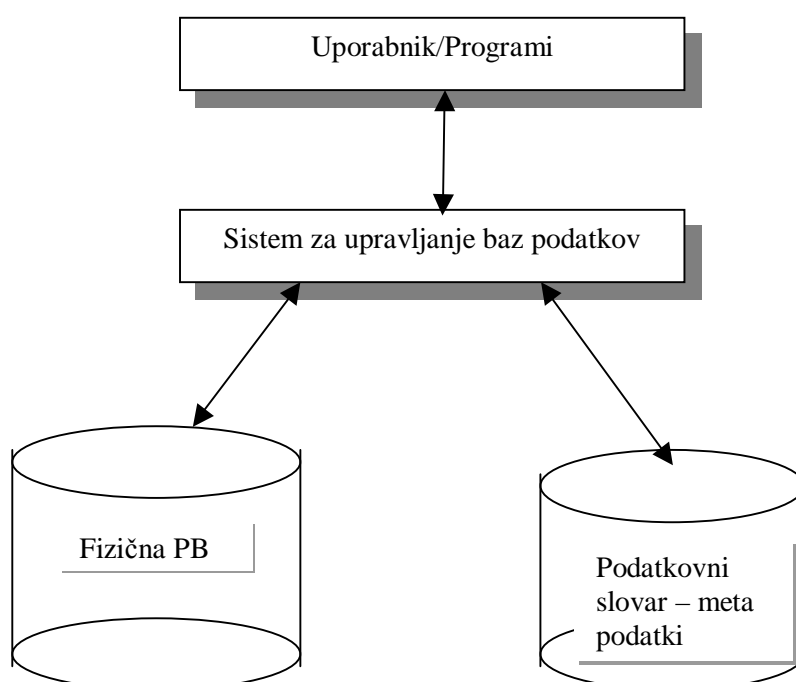 Uporabnik/Programi
Sistem za upravljanje baz podatkov
Fizična PB
Podatkovni
slovar – meta
podatki